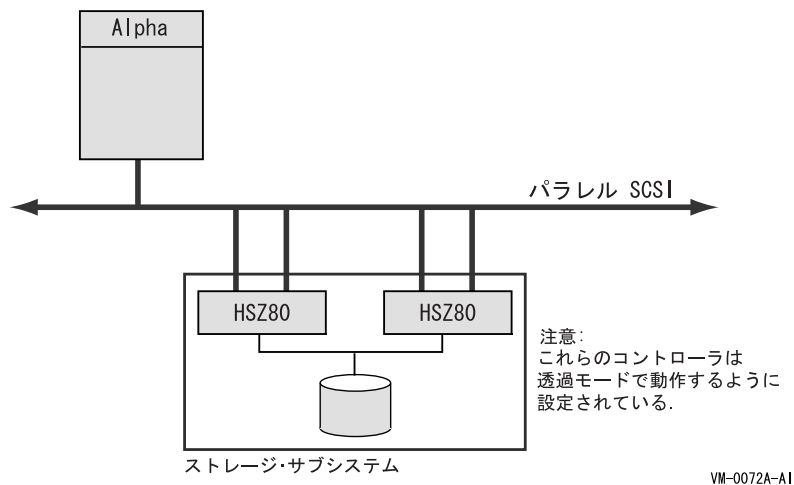 Alpha
パラレル SCSI
HSZ80
HSZ80
注意:
これらのコントローラは
透過モードで動作するように
設定されている.
ストレージ・サブシステム
VM-0072A-AI